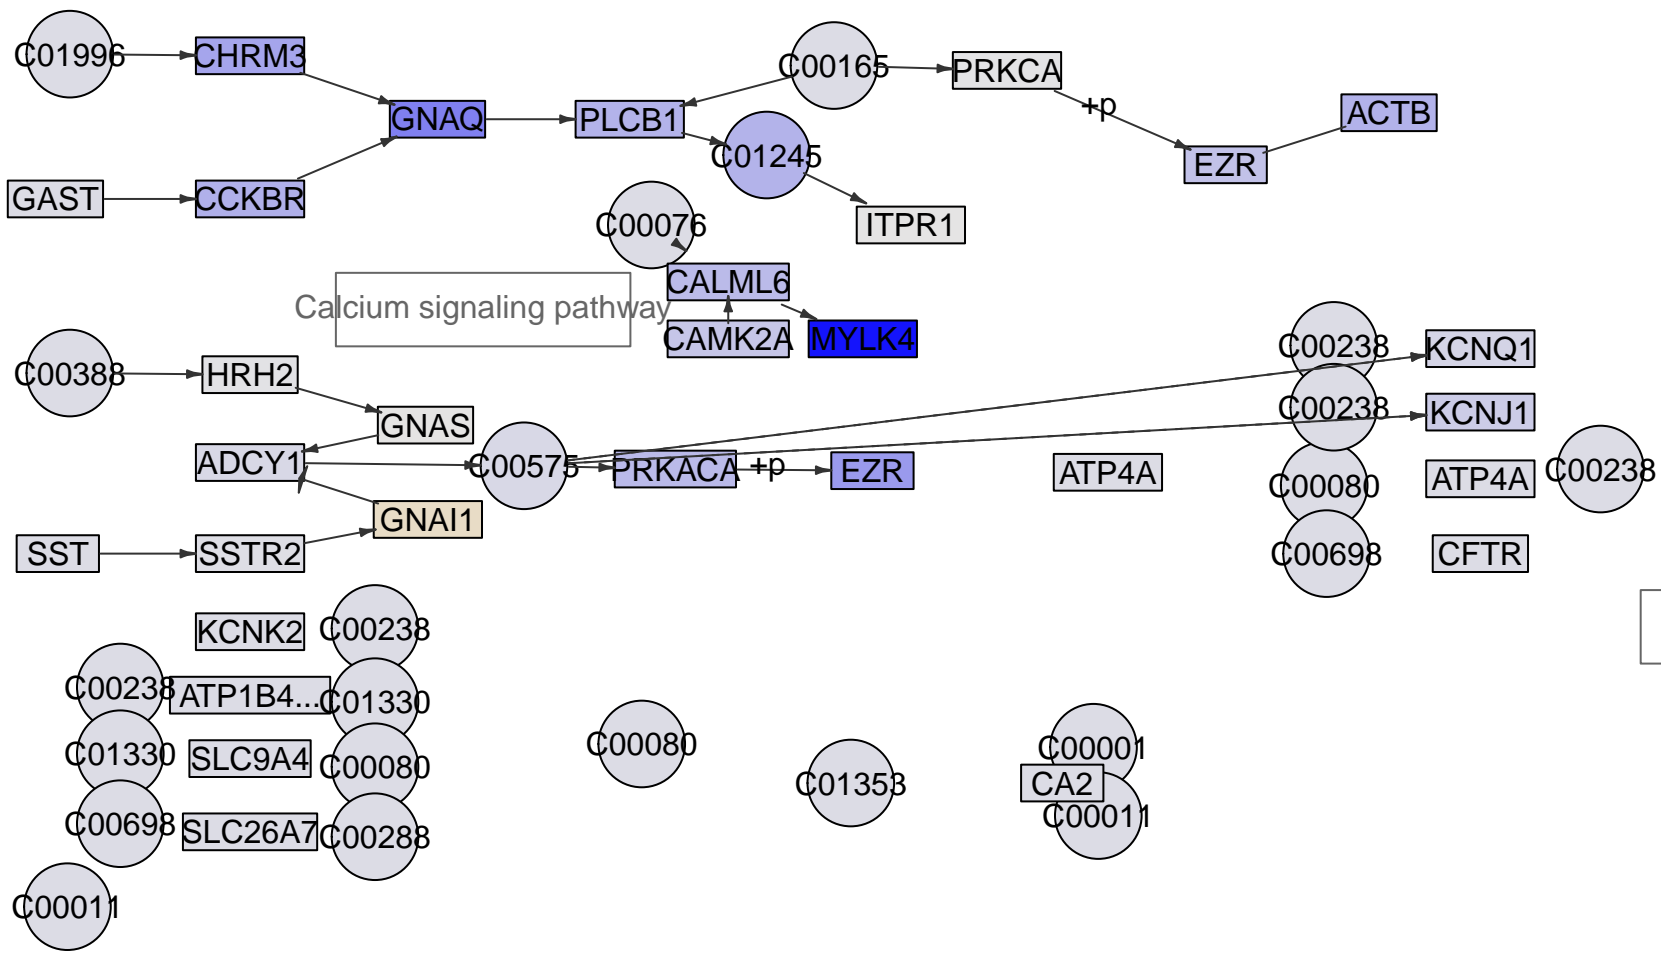 C01996
CHRM3
C00165
PRKCA
GNAQ
PLCB1
+p
ACTB
C01245
EZR
GAST
CCKBR
C00076
ITPR1
CALML6
Calcium signaling pathway
CAMK2A
MYLK4
C00238
KCNQ1
C00388
HRH2
C00238
KCNJ1
GNAS
ADCY1
C00575
PRKACA
+p
EZR
ATP4A
C00080
ATP4A
C00238
GNAI1
SST
SSTR2
C00698
CFTR
KCNK2
C00238
C00238
ATP1B4...
C01330
C01330
SLC9A4
C00080
C00080
C01353
C00001
CA2
C00011
C00698
SLC26A7
C00288
C00011